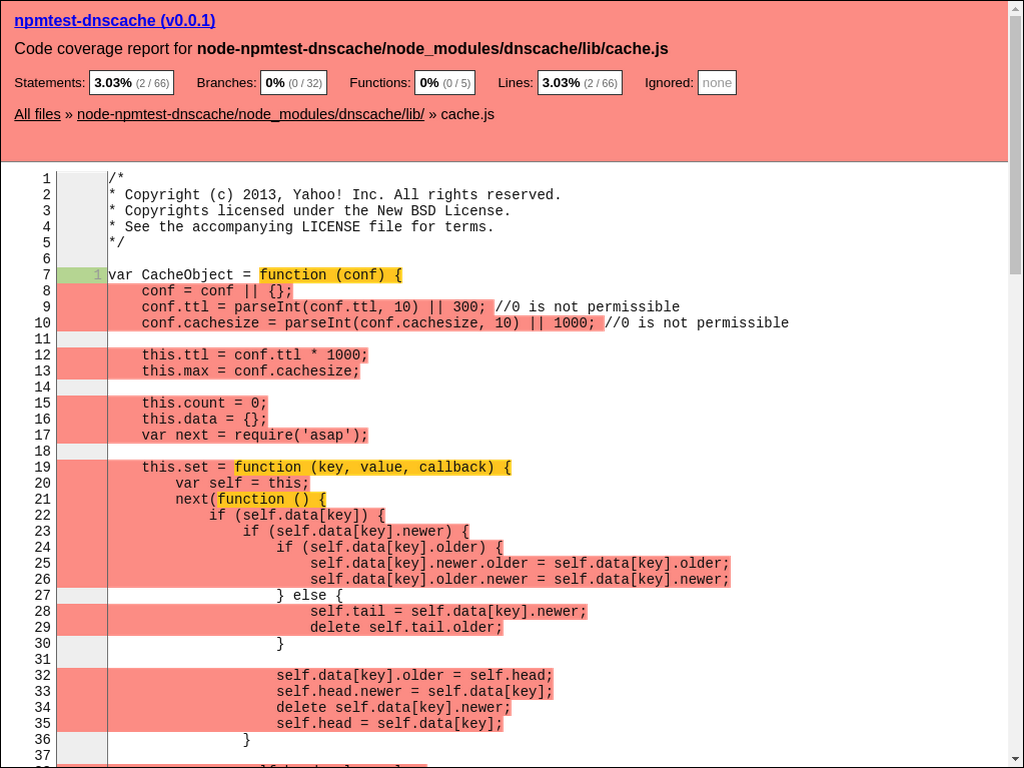 npmtest-dnscache (v0.0.1)
Code coverage report for node-npmtest-dnscache/node_modules/dnscache/lib/cache.js
Statements: 3.03% (2 / 66) Branches: 0% (0 / 32) Functions: 0% (0 / 5) Lines: 3.03% (2 / 66) Ignored: none
All files » node-npmtest-dnscache/node_modules/dnscache/lib/ » cache.js
1 /*
2 * Copyright (c) 2013, Yahoo! Inc. All rights reserved.
3 * Copyrights licensed under the New BSD License.
4 * See the accompanying LICENSE file for terms.
5 */
6
7 1 var CacheObject = function (conf) {
8     conf = conf || {};
9     conf.ttl = parseInt(conf.ttl, 10) || 300; //0 is not permissible
10     conf.cachesize = parseInt(conf.cachesize, 10) || 1000; //0 is not permissible
11
12     this.ttl = conf.ttl * 1000;
13     this.max = conf.cachesize;
14
15     this.count = 0;
16     this.data = {};
17     var next = require('asap');
18
19     this.set = function (key, value, callback) {
20         var self = this;
21         next(function () {
22             if (self.data[key]) {
23                 if (self.data[key].newer) {
24                     if (self.data[key].older) {
25                         self.data[key].newer.older = self.data[key].older;
26                         self.data[key].older.newer = self.data[key].newer;
27                     } else {
28                         self.tail = self.data[key].newer;
29                         delete self.tail.older;
30                     }
31
32                     self.data[key].older = self.head;
33                     self.head.newer = self.data[key];
34                     delete self.data[key].newer;
35                     self.head = self.data[key];
36                 }
37